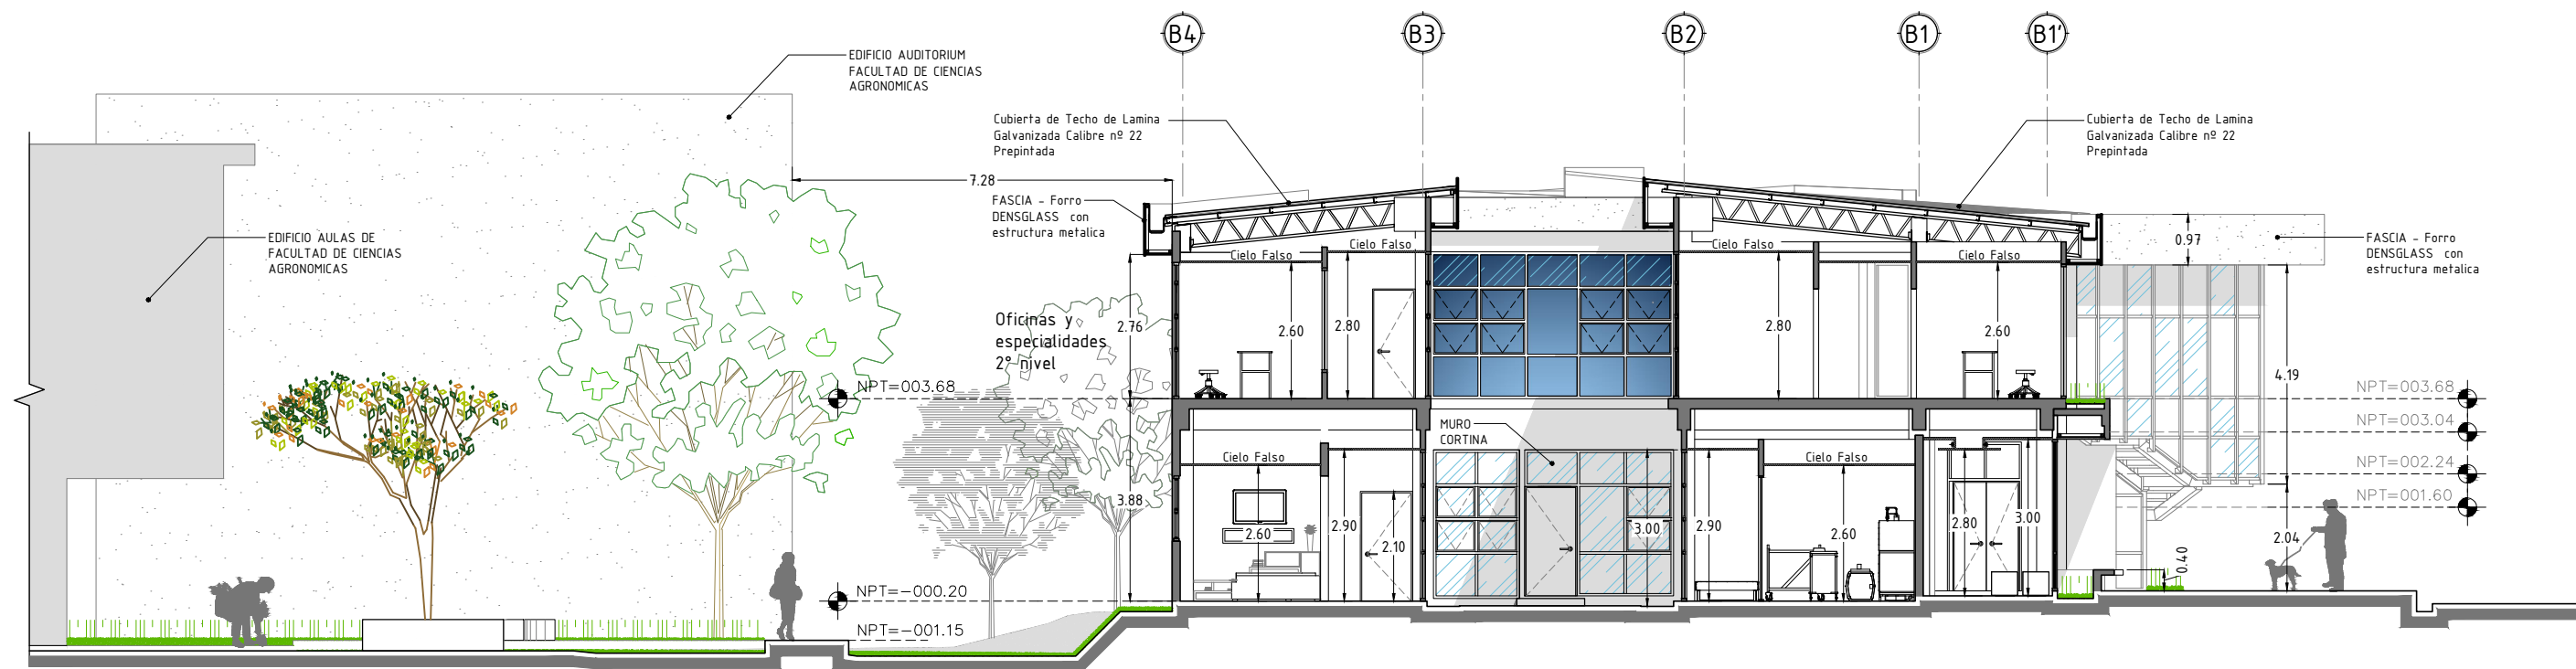 B4
B3
B2
B1
B1'
EDIFICIO AUDITORIUM
FACULTAD DE CIENCIAS
AGRONOMICAS
Cubierta de Techo de Lamina
Galvanizada Calibre nº 22
Prepintada
Cubierta de Techo de Lamina
Galvanizada Calibre nº 22
Prepintada
7.28
FASCIA - Forro
DENSGLASS con
estructura metalica
EDIFICIO AULAS DE
FACULTAD DE CIENCIAS
AGRONOMICAS
0.97
FASCIA - Forro
DENSGLASS con
estructura metalica
Cielo Falso
Cielo Falso
Cielo Falso
Cielo Falso
Oficinas y
especialidades
2º nivel
2.76
2.60
2.80
2.80
2.60
4.19
NPT=003.68
NPT=003.68
NPT=003.04
MURO
CORTINA
Cielo Falso
Cielo Falso
NPT=002.24
NPT=001.60
3.88
2.60
2.90
2.10
3.00
2.90
2.60
2.80
3.00
2.04
0.40
NPT=-000.20
NPT=-001.15